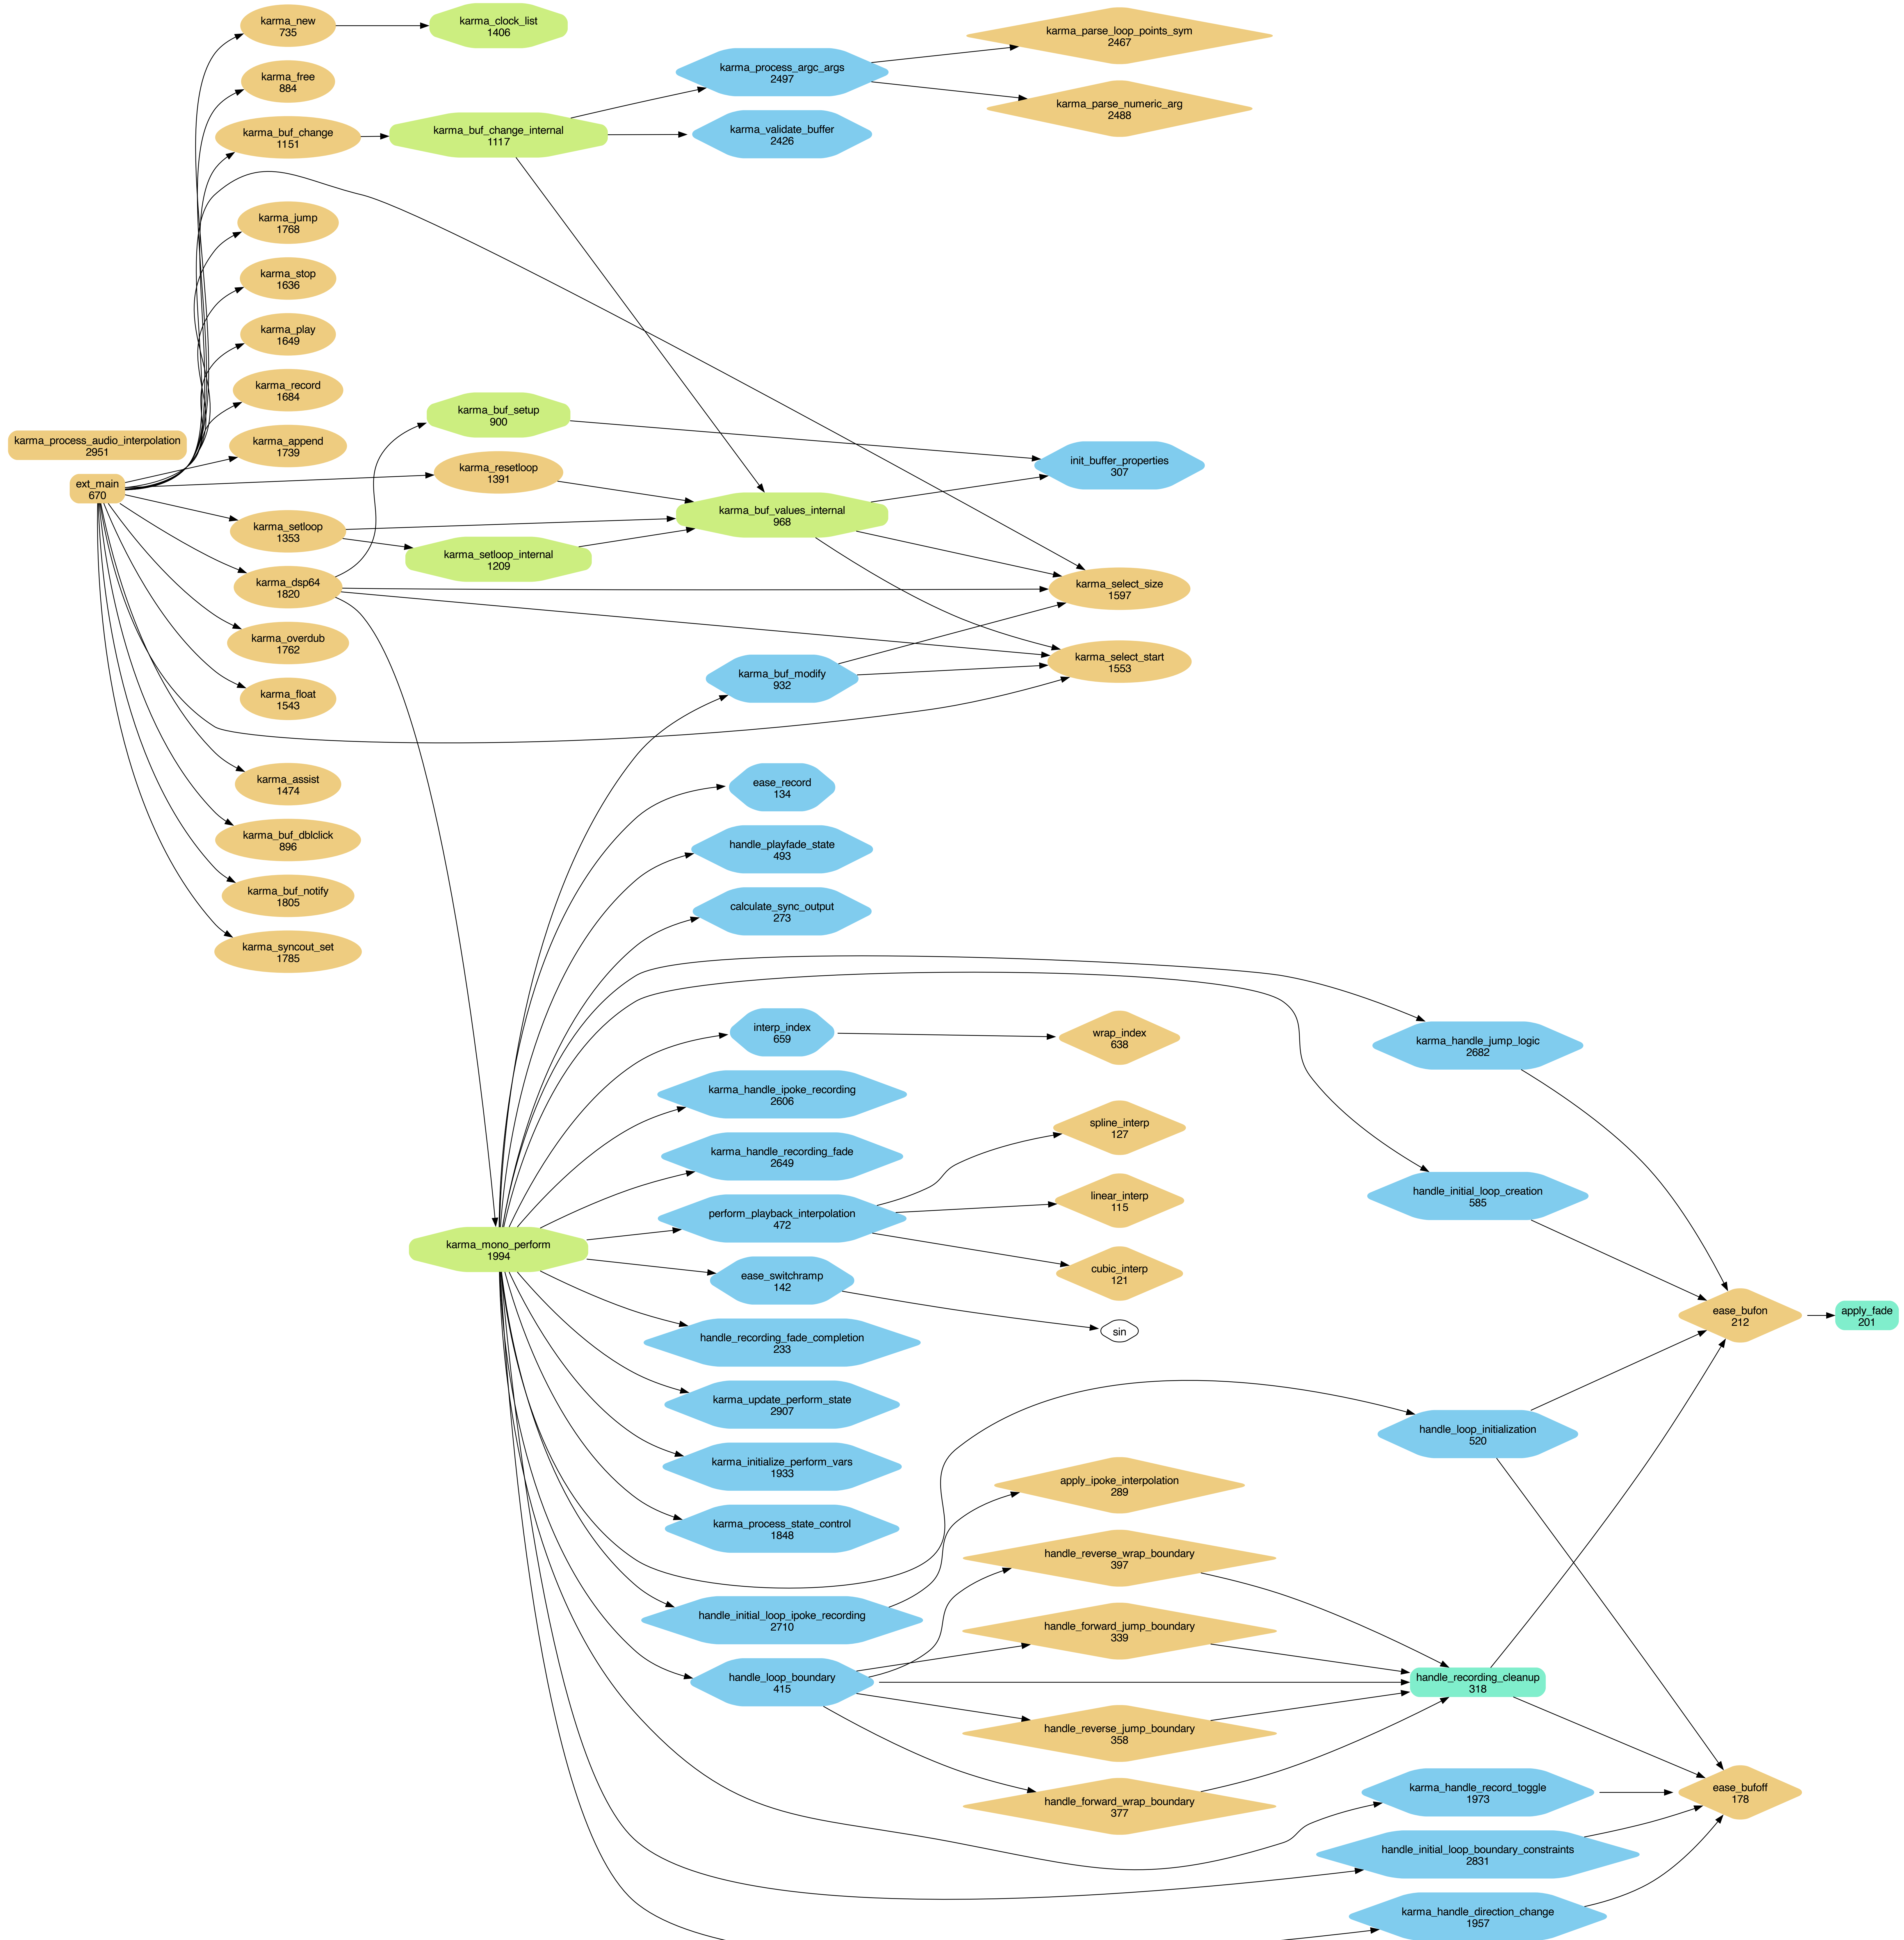 karma_new
735
karma_clock_list
1406
karma_parse_loop_points_sym
2467
karma_free
884
karma_process_argc_args
2497
karma_parse_numeric_arg
2488
karma_buf_change
1151
karma_buf_change_internal
1117
karma_validate_buffer
2426
karma_jump
1768
karma_stop
1636
karma_play
1649
karma_record
1684
karma_buf_setup
900
karma_process_audio_interpolation
2951
karma_append
1739
karma_resetloop
1391
init_buffer_properties
307
ext_main
670
karma_setloop
1353
karma_buf_values_internal
968
karma_setloop_internal
1209
karma_dsp64
1820
karma_select_size
1597
karma_overdub
1762
karma_select_start
1553
karma_buf_modify
932
karma_float
1543
karma_assist
1474
ease_record
134
karma_buf_dblclick
896
handle_playfade_state
493
karma_buf_notify
1805
calculate_sync_output
273
karma_syncout_set
1785
interp_index
659
wrap_index
638
karma_handle_jump_logic
2682
karma_handle_ipoke_recording
2606
spline_interp
127
karma_handle_recording_fade
2649
linear_interp
115
handle_initial_loop_creation
585
perform_playback_interpolation
472
karma_mono_perform
1994
cubic_interp
121
ease_switchramp
142
sin
ease_bufon
212
apply_fade
201
handle_recording_fade_completion
233
karma_update_perform_state
2907
handle_loop_initialization
520
karma_initialize_perform_vars
1933
apply_ipoke_interpolation
289
karma_process_state_control
1848
handle_reverse_wrap_boundary
397
handle_initial_loop_ipoke_recording
2710
handle_forward_jump_boundary
339
handle_loop_boundary
415
handle_recording_cleanup
318
handle_reverse_jump_boundary
358
handle_forward_wrap_boundary
377
karma_handle_record_toggle
1973
ease_bufoff
178
handle_initial_loop_boundary_constraints
2831
karma_handle_direction_change
1957